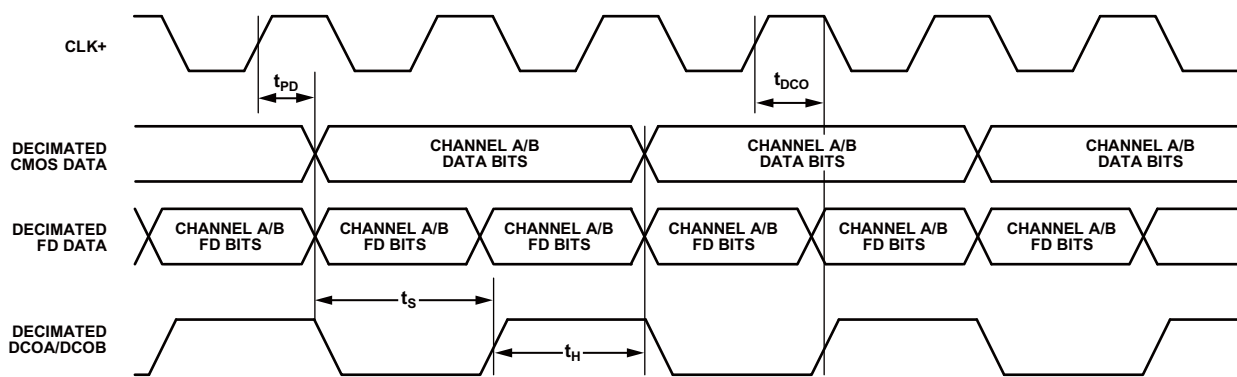 CLK+
tPD
tDCO
DECIMATED
CMOS DATA
CHANNEL A/B
DATA BITS
CHANNEL A/B
DATA BITS
CHANNEL A/B
DATA BITS
DECIMATED
FD DATA
CHANNEL A/B
FD BITS
CHANNEL A/B
FD BITS
CHANNEL A/B
FD BITS
CHANNEL A/B
FD BITS
CHANNEL A/B
FD BITS
CHANNEL A/B
FD BITS
tS
DECIMATED
DCOA/DCOB
tH